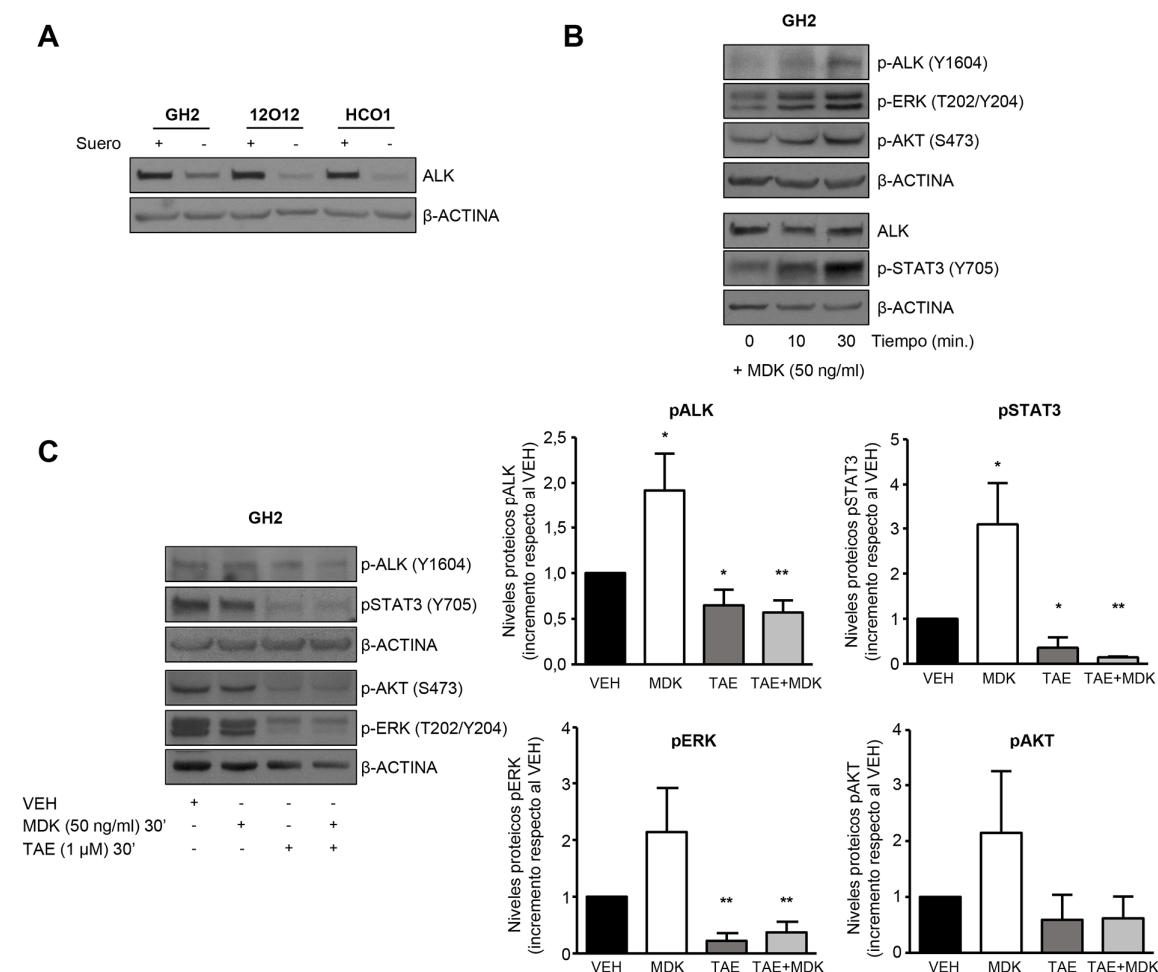 A
GH2 12O12 HCO1
Suero + - + - + -
ALK
β-ACTINA
B
GH2
p-ALK (Y1604)
p-ERK (T202/Y204)
p-AKT (S473)
β-ACTINA
ALK
p-STAT3 (Y705)
β-ACTINA
0 10 30 Tiempo (min.)
+ MDK (50 ng/ml)
C
GH2
p-ALK (Y1604)
pSTAT3 (Y705)
β-ACTINA
p-AKT (S473)
p-ERK (T202/Y204)
β-ACTINA
VEH + - - -
MDK (50 ng/ml) 30’ - + - +
TAE (1 µM) 30’ - - + +
pALK
Niveles proteicos pALK
(incremento respecto al VEH)
2,5
2,0
1,5
1,0
0,5
0,0
*
*
**
VEH MDK TAE TAE+MDK
pSTAT3
Niveles proteicos pSTAT3
(incremento respecto al VEH)
5
4
3
2
1
0
*
*
**
VEH MDK TAE TAE+MDK
pERK
Niveles proteicos pERK
(incremento respecto al VEH)
4
3
2
1
0
**
**
VEH MDK TAE TAE+MDK
pAKT
Niveles proteicos pAKT
(incremento respecto al VEH)
4
3
2
1
0
VEH MDK TAE TAE+MDK